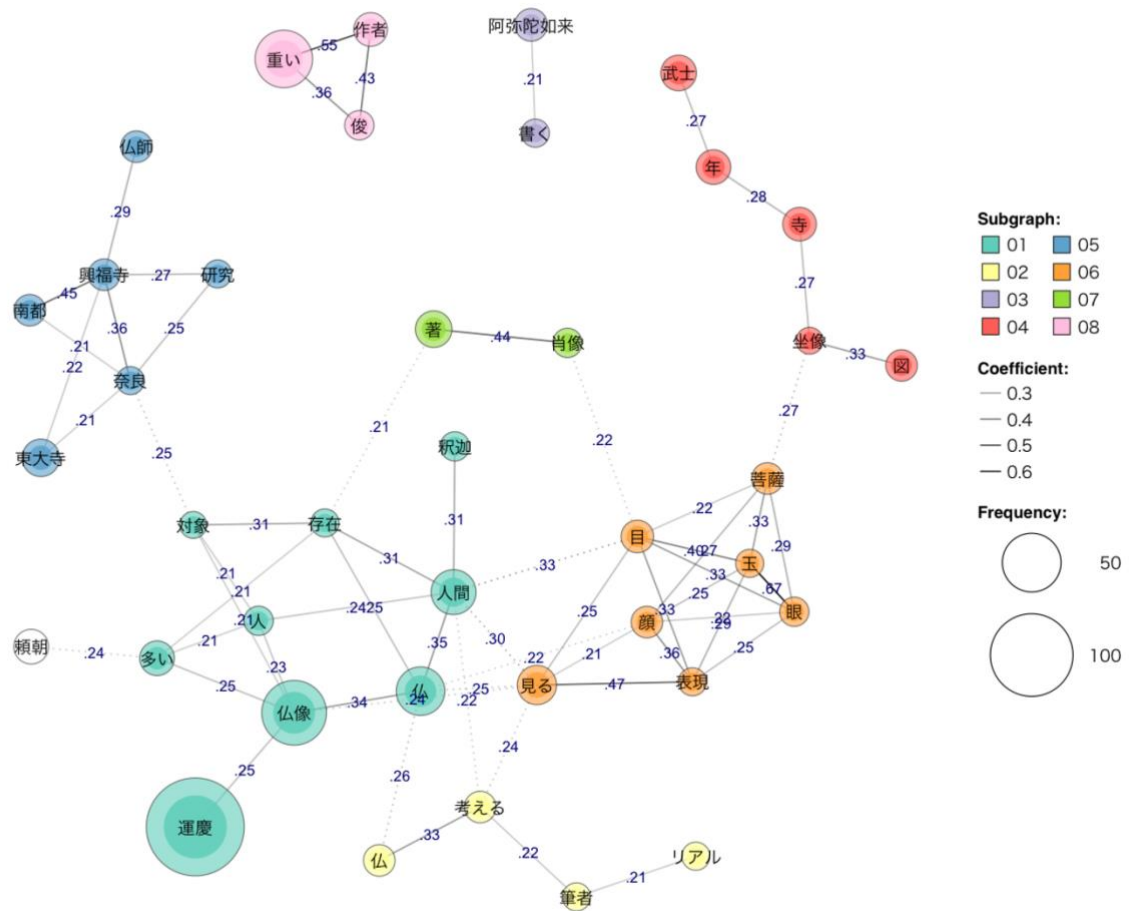 作者
.55
重い
.43
.36
俊
阿弥陀如来
.21
書く
武士
.27
年
.28
寺
.27
坐像
.33
図
.27
仏師
.29
興福寺
.27
研究
.45
南都
.36
.25
.21
.22
奈良
.21
東大寺
.25
著
.44
肖像
.21
.22
釈迦
.31
対象
.31
存在
.31
人間
.33
.21
.21
.21
人
.24
.25
.21
多い
.24
頼朝
.23
.25
.35
.30
仏像
.34
仏
.24
.22
.25
.22
.25
運慶
.26
菩薩
.22
.33
.29
目
.40
.27
玉
.33
.67
.25
眼
.33
.22
.29
顔
.25
.21
.36
.25
見る
.47
表現
.24
考える
.33
仏
.22
筆者
.21
リアル
Subgraph:
01 05
02 06
03 07
04 08
Coefficient:
0.3
0.4
0.5
0.6
Frequency:
50
100